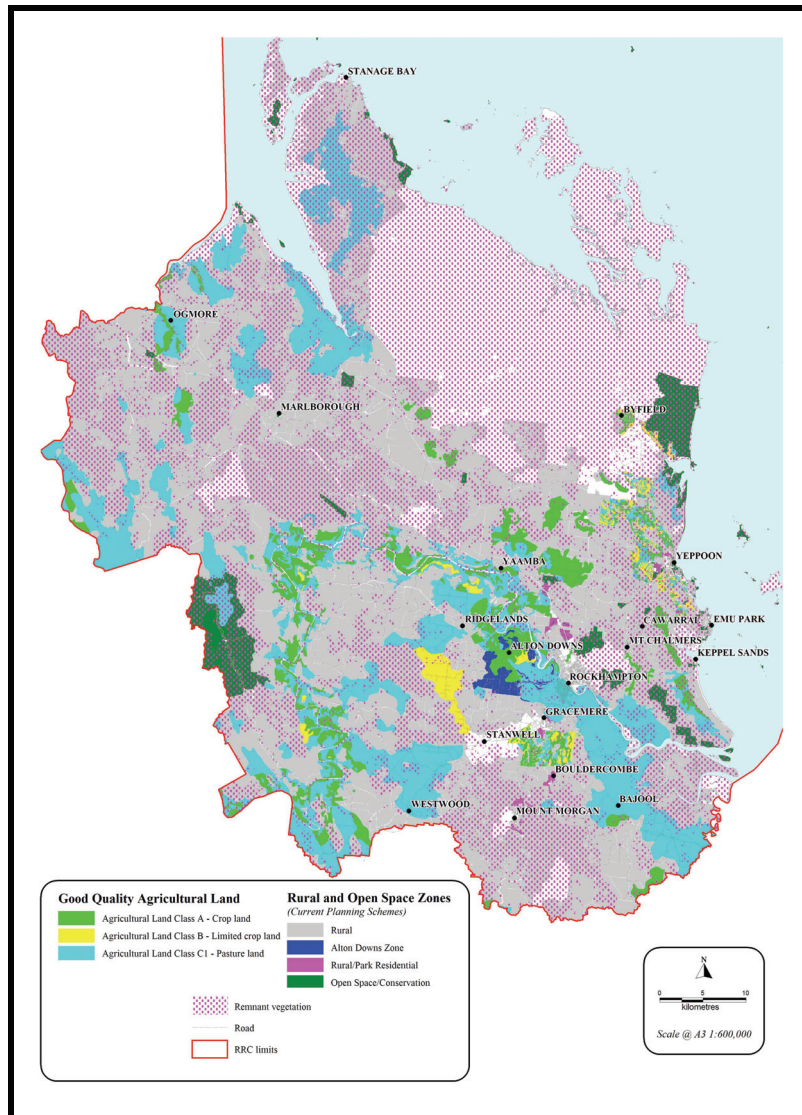 STANAGE BAY
OGMORE
MARLBOROUGH
BYFIELD
YAAMBA
YEPPOON
RIDGELANDS
CAWARRAL
EMU PARK
ALTON DOWNS
MT CHALMERS
KEPPEL SANDS
ROCKHAMPTON
GRACEMERE
STANWELL
BOULDERCOMBE
WESTWOOD
BAJOOL
MOUNT MORGAN
Good Quality Agricultural Land
Agricultural Land Class A - Crop land
Agricultural Land Class B - Limited crop land
Agricultural Land Class C1 - Pasture land
Rural and Open Space Zones
(Current Planning Schemes)
Rural
Alton Downs Zone
Rural/Park Residential
Open Space/Conservation
Remnant vegetation
Road
RRC limits
N
0 5 10
kilometres
Scale @ A3 1:600,000